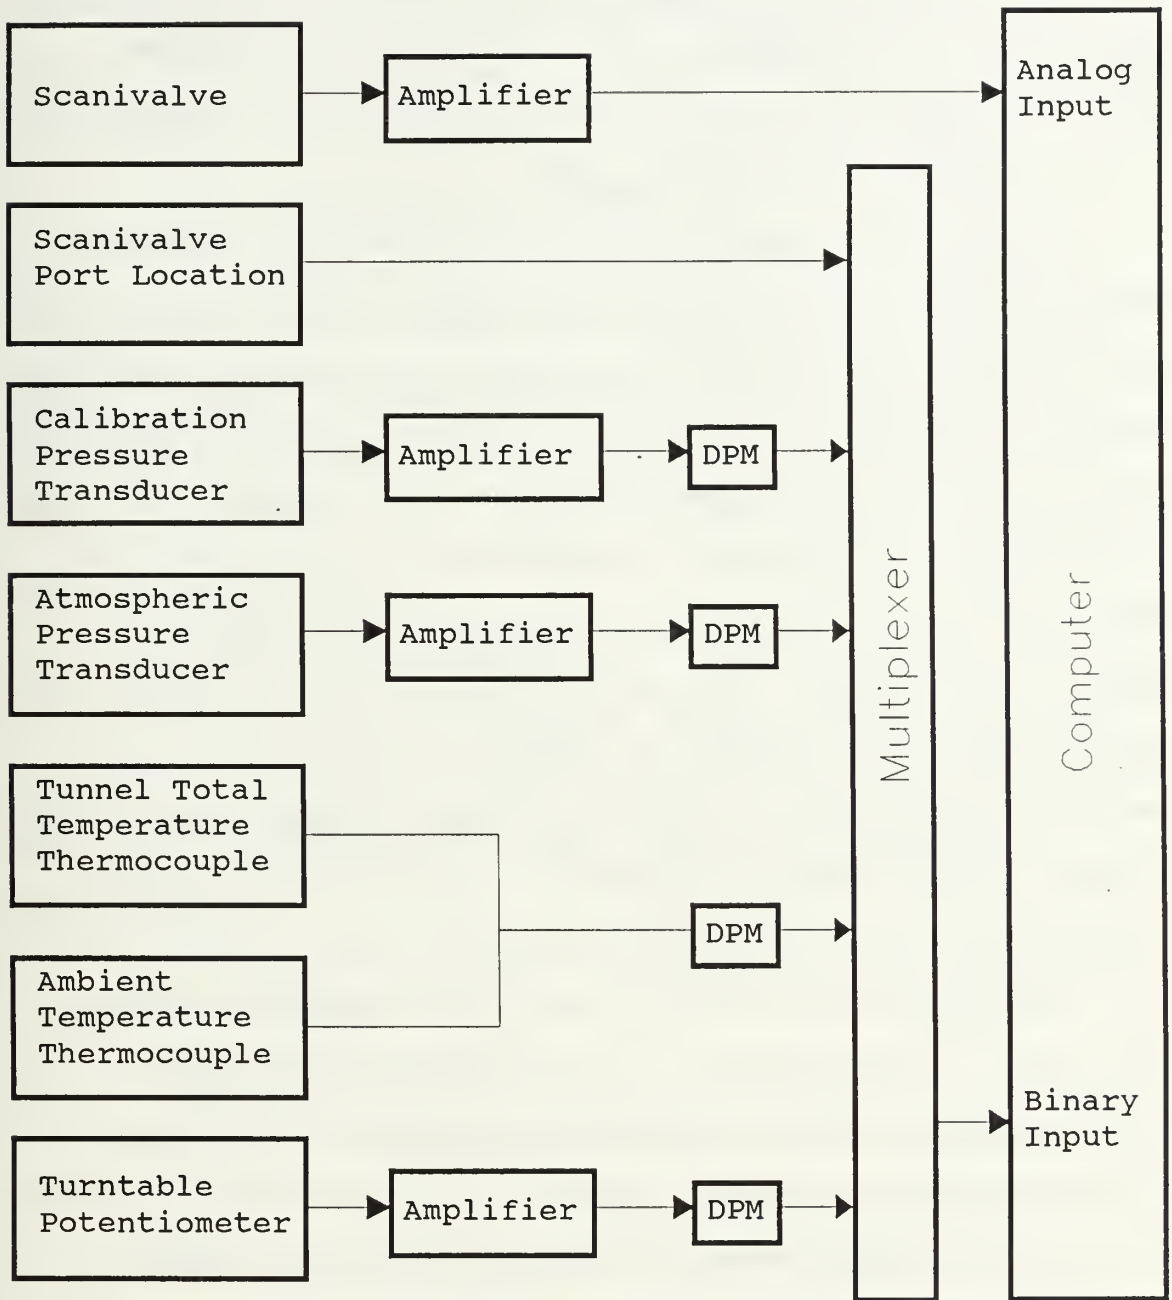 Scanivalve
Amplifier
Analog
Input
Scanivalve
Port Location
Calibration
Pressure
Transducer
Amplifier
DPM
Atmospheric
Pressure
Transducer
Amplifier
DPM
Multiplexer
Computer
Tunnel Total
Temperature
Thermocouple
DPM
Ambient
Temperature
Thermocouple
Binary
Input
Turntable
Potentiometer
Amplifier
DPM